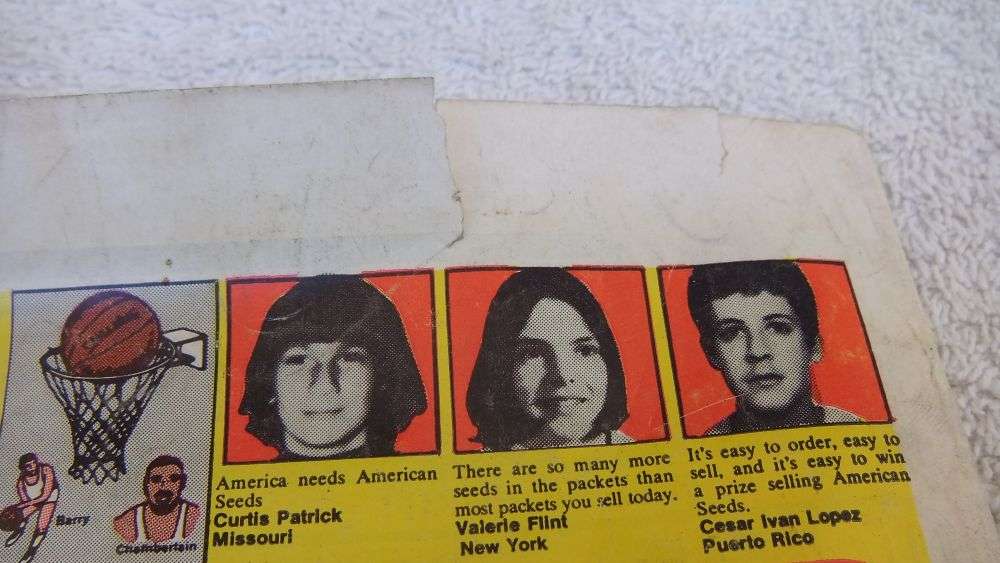 Barry
Chamberlain
America needs American
Seeds
Curtis Patrick
Missouri
There are so many more
seeds in the packets than
most packets you sell today.
Valerie Flint
New York
It's easy to order, easy to
sell, and it's easy to win
a prize selling American
Seeds.
Cesar Ivan Lopez
Puerto Rico